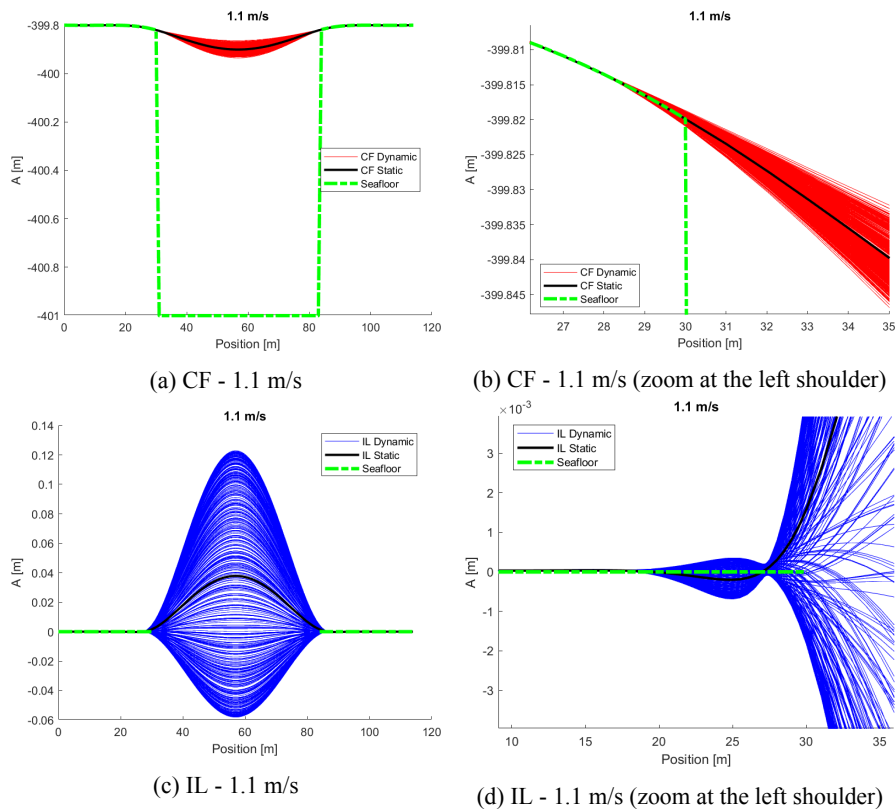 1.1 m/s
-399.8
-400
-400.2
-400.4
-400.6
-400.8
-401
A [m]
CF Dynamic
CF Static
Seafloor
0 20 40 60 80 100 120
Position [m]
(a) CF - 1.1 m/s
1.1 m/s
-399.81
-399.815
-399.82
-399.825
-399.83
-399.835
-399.84
-399.845
A [m]
CF Dynamic
CF Static
Seafloor
27 28 29 30 31 32 33 34 35
Position [m]
(b) CF - 1.1 m/s (zoom at the left shoulder)
1.1 m/s
0.14
0.12
0.1
0.08
0.06
0.04
0.02
0
-0.02
-0.04
-0.06
A [m]
IL Dynamic
IL Static
Seafloor
0 20 40 60 80 100 120
Position [m]
(c) IL - 1.1 m/s
×10⁻³
1.1 m/s
3
2
1
0
-1
-2
-3
A [m]
IL Dynamic
IL Static
Seafloor
10 15 20 25 30 35
Position [m]
(d) IL - 1.1 m/s (zoom at the left shoulder)